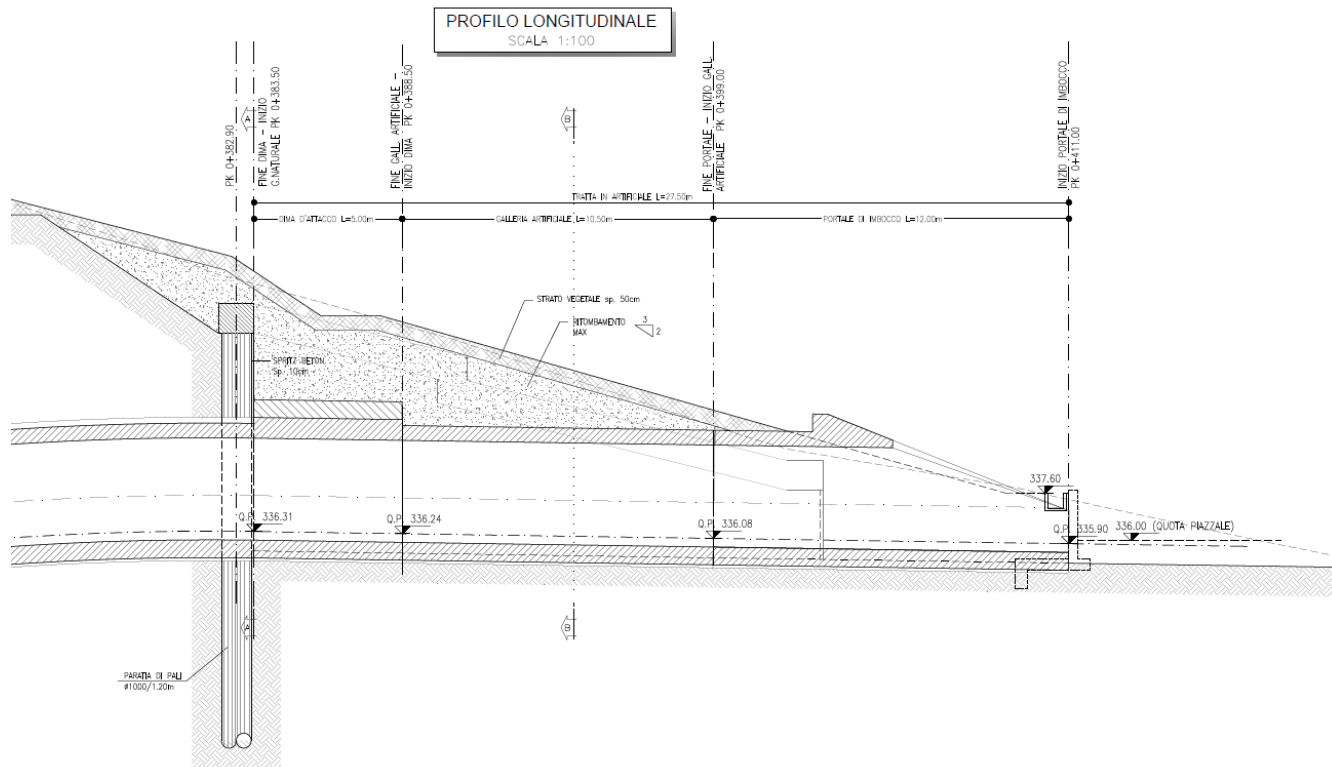 PROFILO LONGITUDINALE
SCALA 1:100
PK 0+382.90
FINE DIMA - INIZIO
G.NATURALE PK 0+383.50
FINE GALL. ARTIFICIALE -
INIZIO DIMA PK 0+388.50
FINE PORTALE - INIZIO GALL.
ARTIFICIALE PK 0+399.00
INIZIO PORTALE DI IMBOCCO
PK 0+411.00
A
B
TRATTA IN ARTIFICIALE L=27.50m
DIMA D'ATTACCO L=5.00m
GALLERIA ARTIFICIALE L=10.50m
PORTALE DI IMBOCCO L=12.00m
STRATO VEGETALE sp. 50cm
RITOMBAMENTO
MAX
3
2
SPRITZ-BETON
Sp. 10cm
337.60
Q.P. 336.31
Q.P. 336.24
Q.P. 336.08
Q.P. 335.90
336.00 (QUOTA PIAZZALE)
A
B
PARATIA DI PALI
ø1000/1.20m